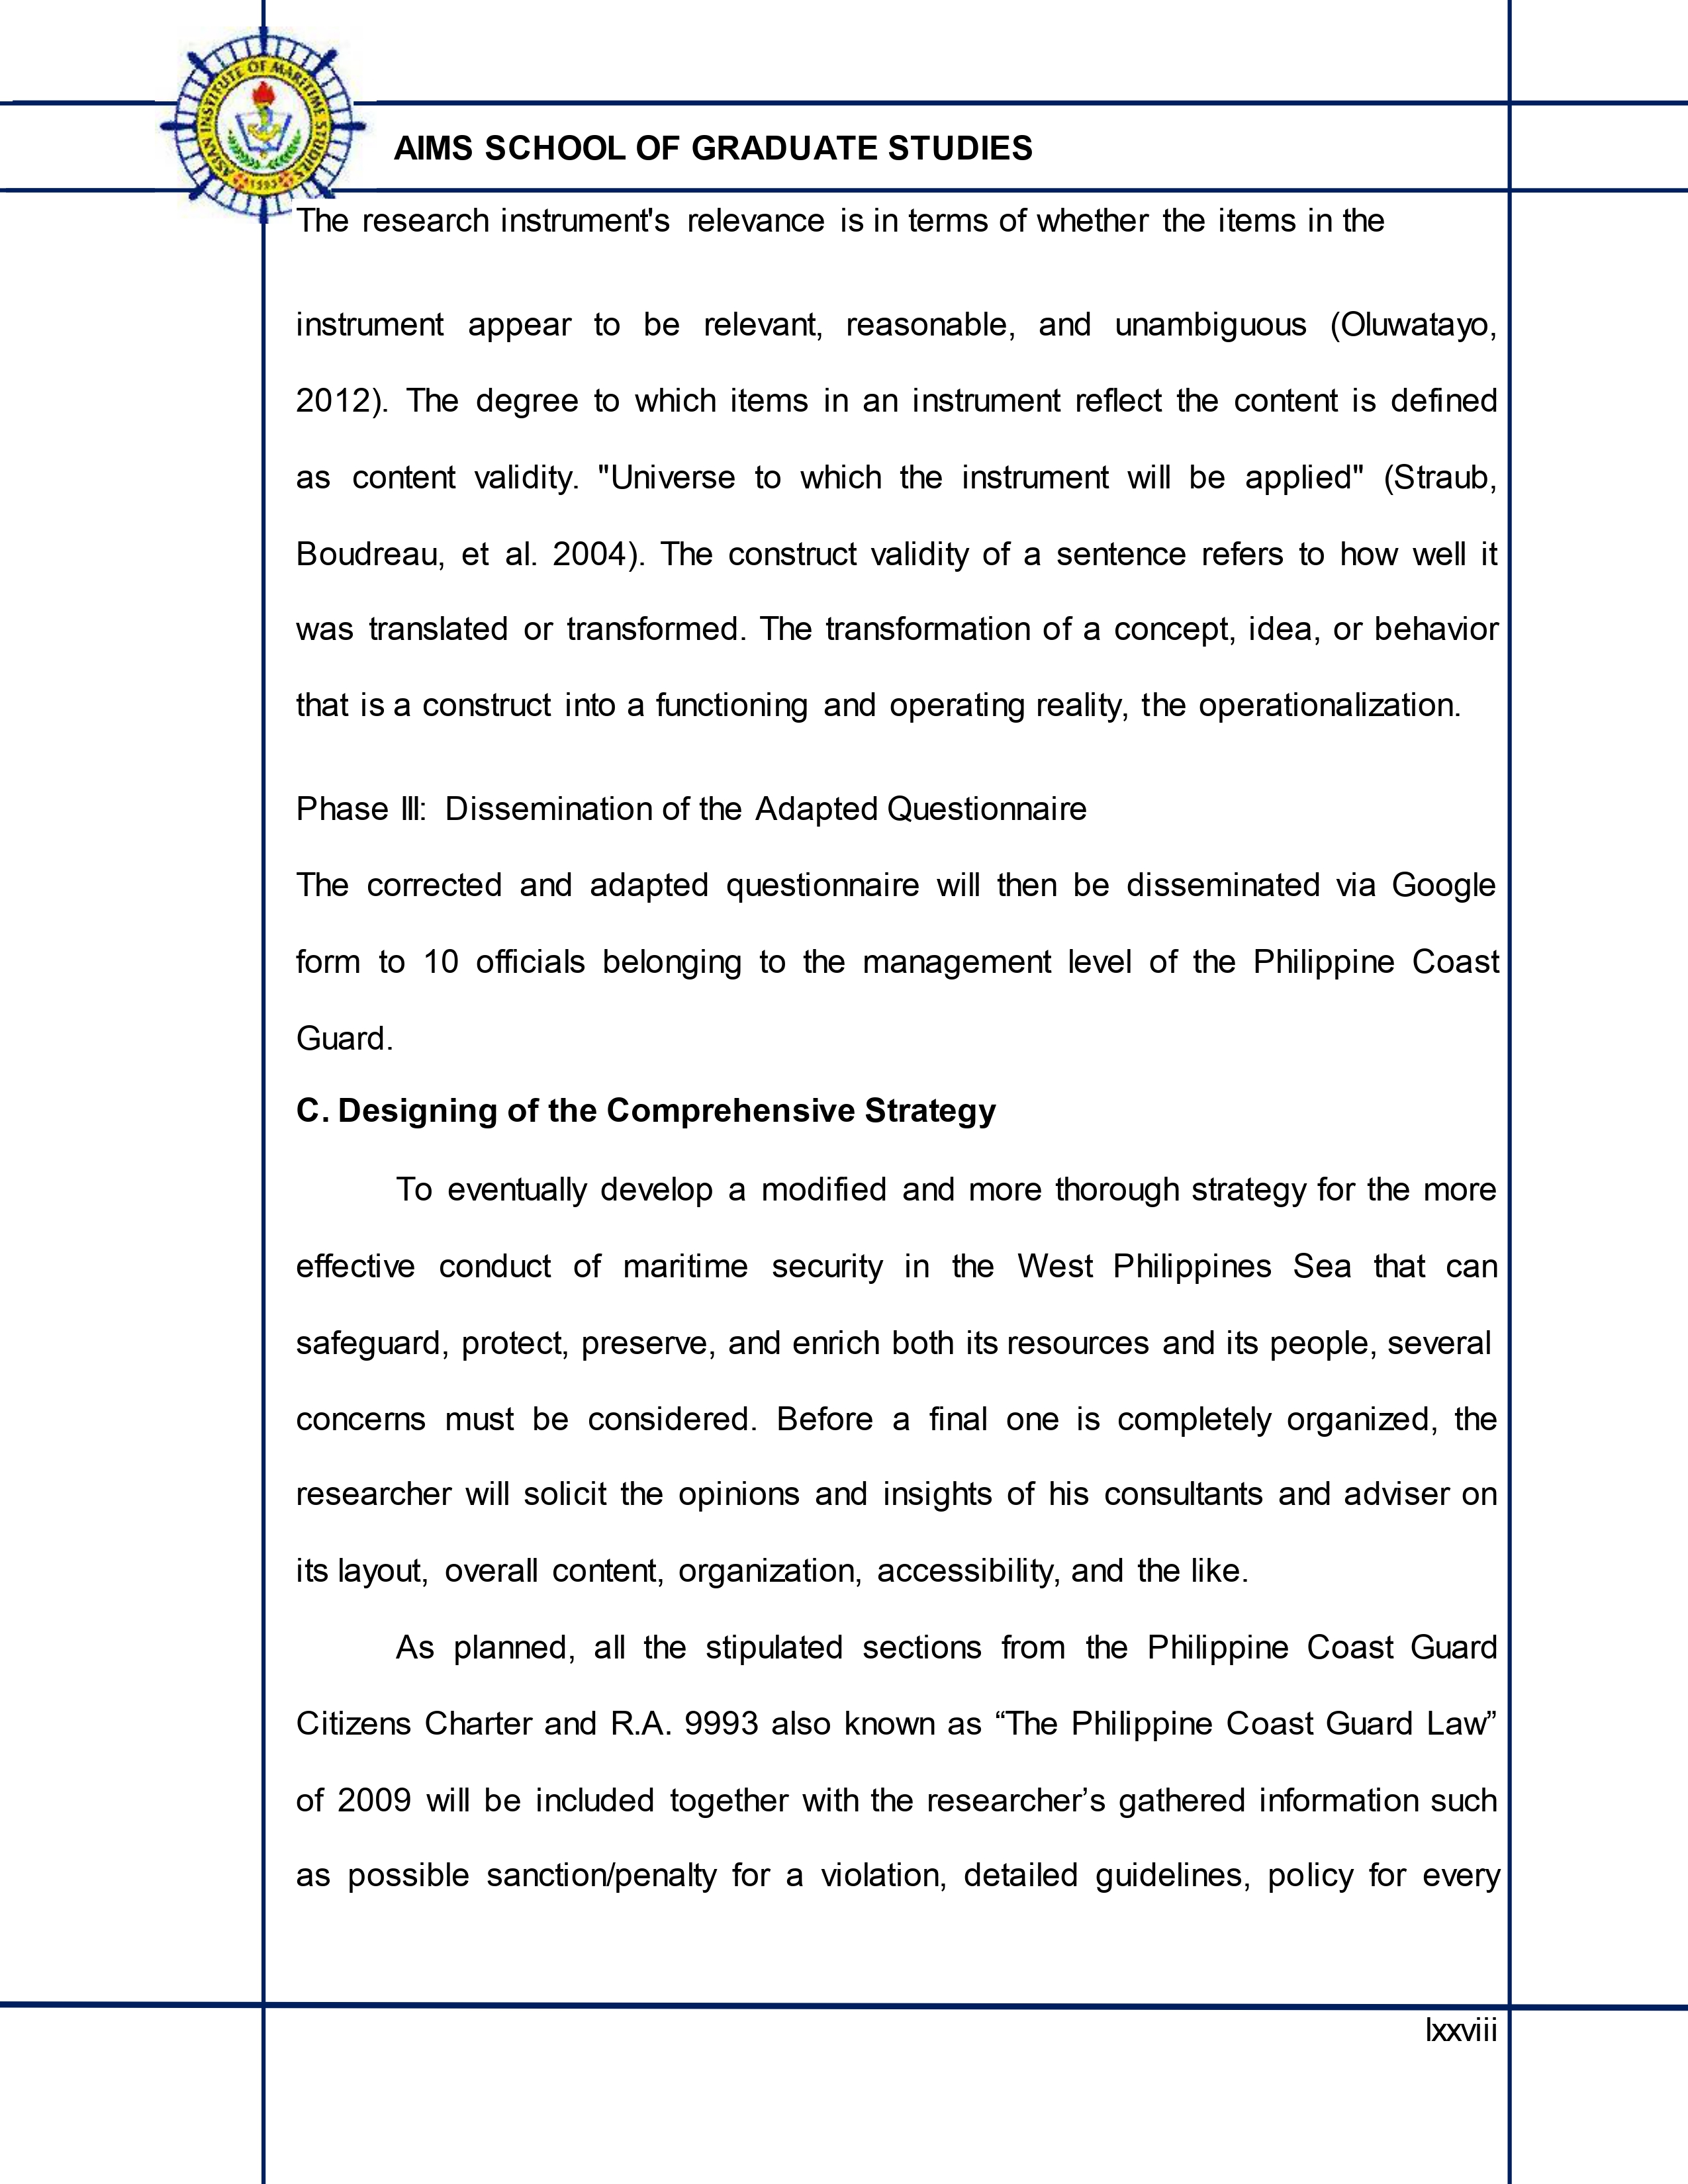 ASIAN INSTITUTE OF MARITIME STUDIES
1993
AIMS SCHOOL OF GRADUATE STUDIES
The research instrument's relevance is in terms of whether the items in the
instrument appear to be relevant, reasonable, and unambiguous (Oluwatayo,
2012). The degree to which items in an instrument reflect the content is defined
as content validity. "Universe to which the instrument will be applied" (Straub,
Boudreau, et al. 2004). The construct validity of a sentence refers to how well it
was translated or transformed. The transformation of a concept, idea, or behavior
that is a construct into a functioning and operating reality, the operationalization.
Phase III: Dissemination of the Adapted Questionnaire
The corrected and adapted questionnaire will then be disseminated via Google
form to 10 officials belonging to the management level of the Philippine Coast
Guard.
C. Designing of the Comprehensive Strategy
To eventually develop a modified and more thorough strategy for the more
effective conduct of maritime security in the West Philippines Sea that can
safeguard, protect, preserve, and enrich both its resources and its people, several
concerns must be considered. Before a final one is completely organized, the
researcher will solicit the opinions and insights of his consultants and adviser on
its layout, overall content, organization, accessibility, and the like.
As planned, all the stipulated sections from the Philippine Coast Guard
Citizens Charter and R.A. 9993 also known as “The Philippine Coast Guard Law”
of 2009 will be included together with the researcher’s gathered information such
as possible sanction/penalty for a violation, detailed guidelines, policy for every
lxxviii